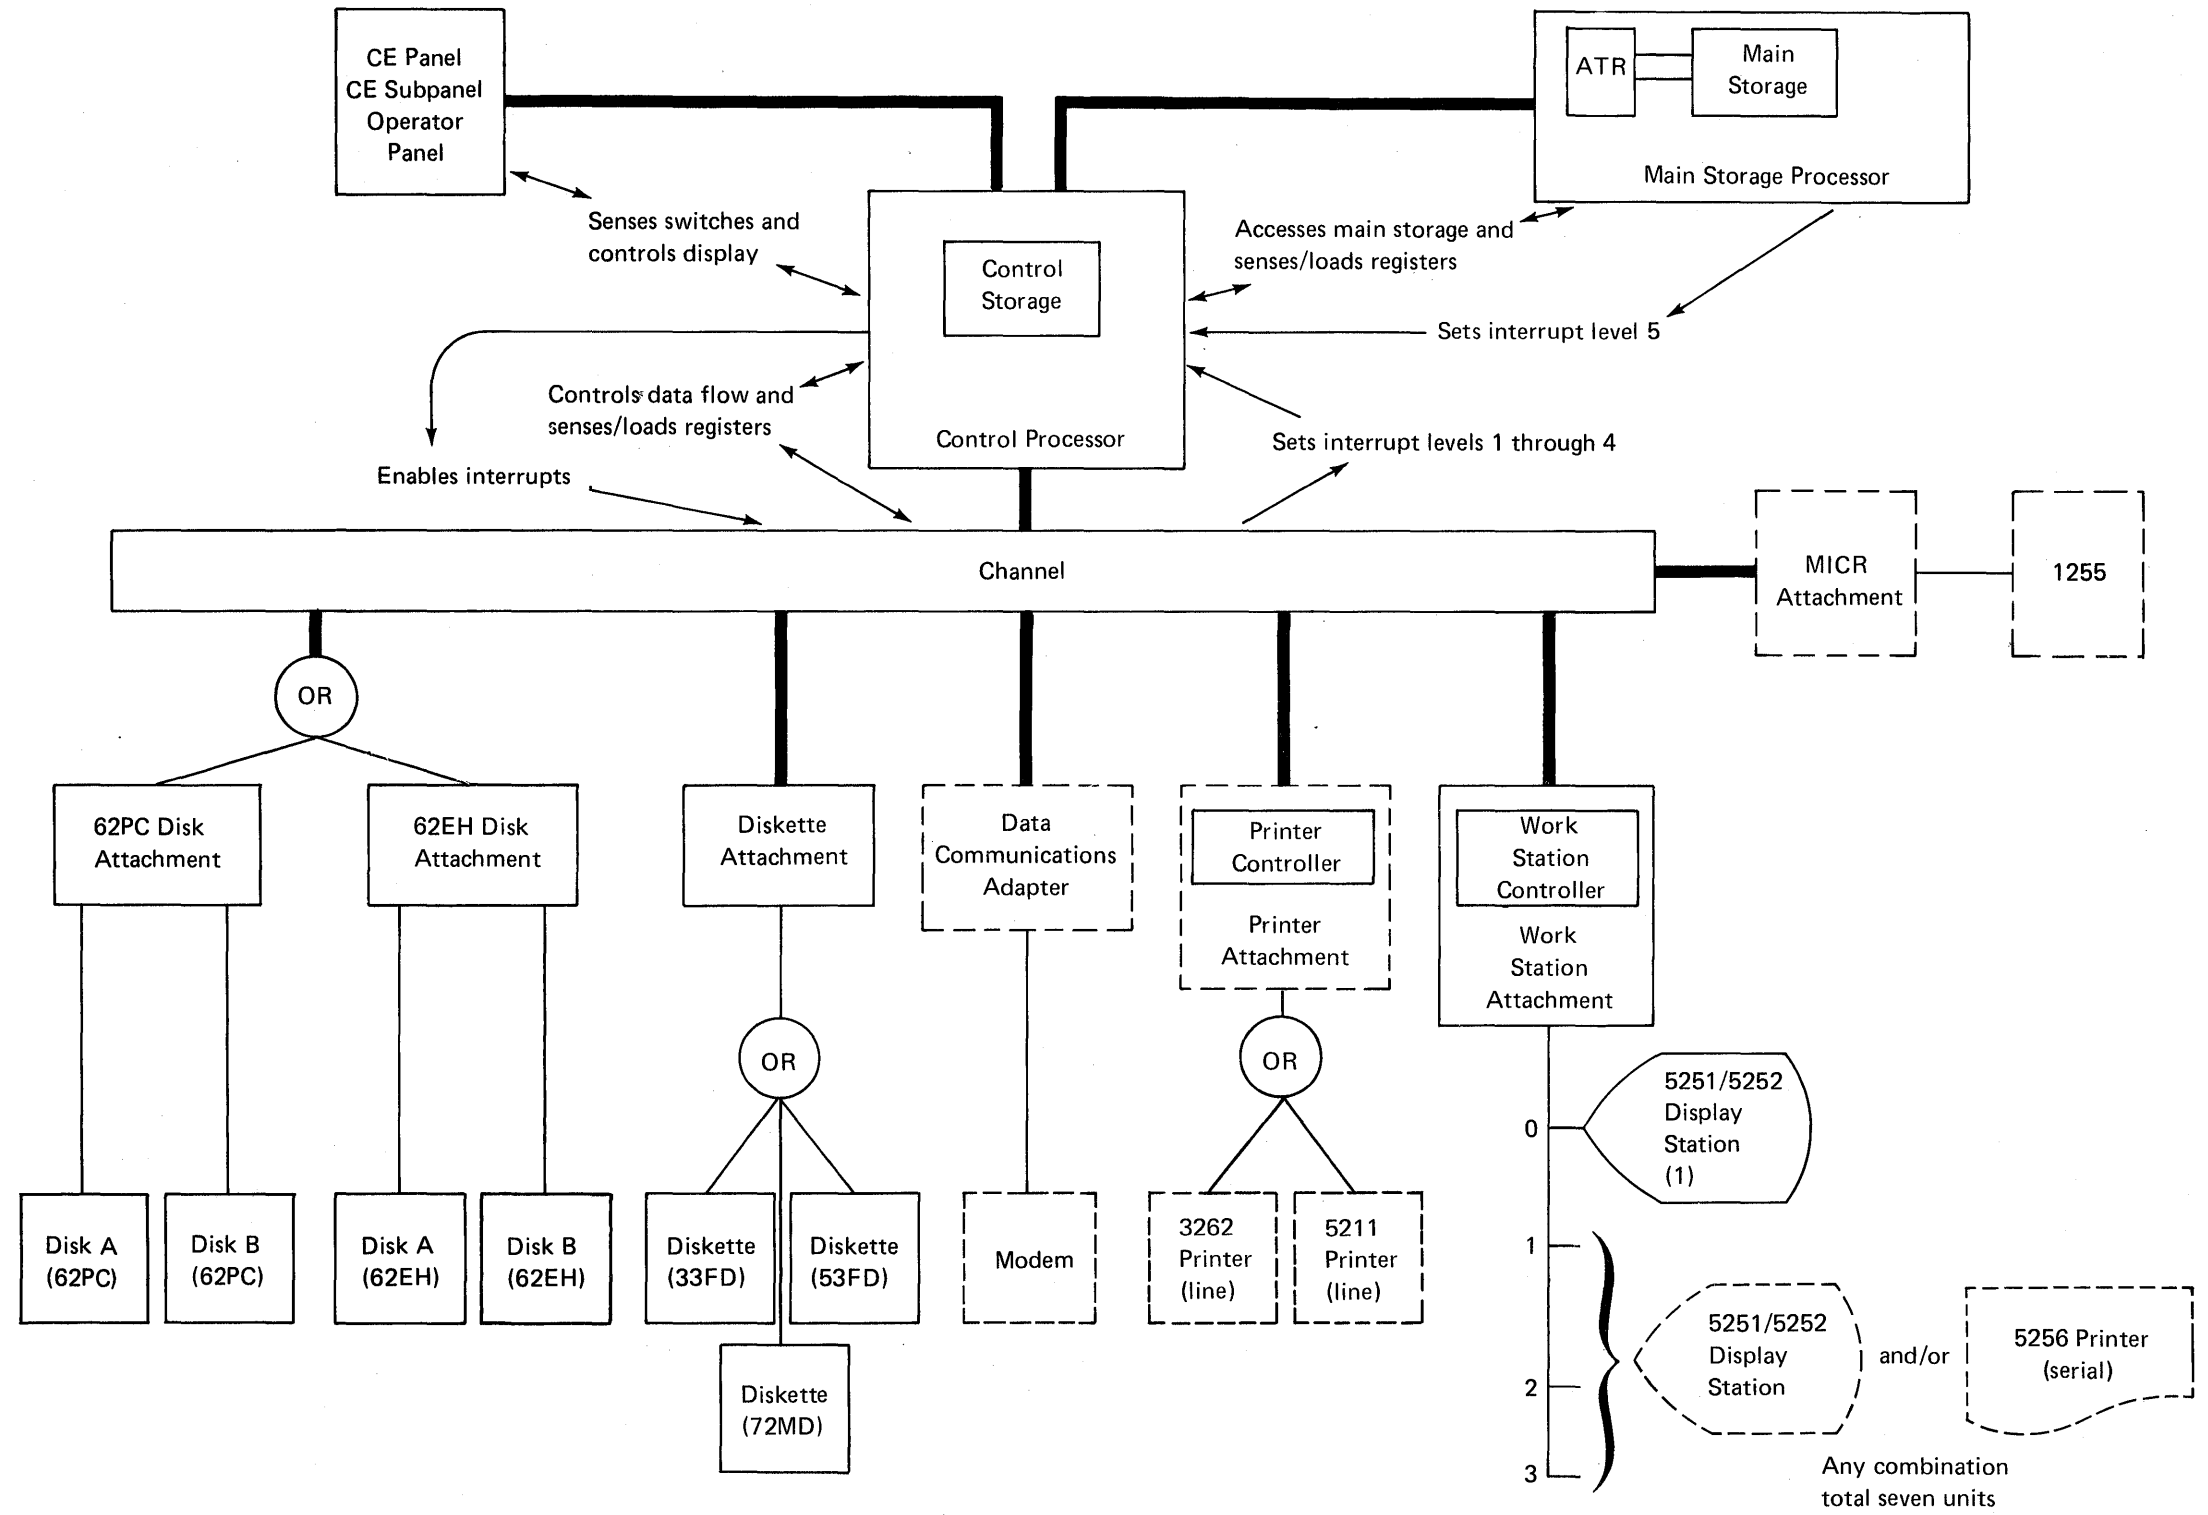 CE Panel
CE Subpanel
Operator
Panel
ATR
Main
Storage
Main Storage Processor
Senses switches and
controls display
Accesses main storage and
senses/loads registers
Control
Storage
Sets interrupt level 5
Controls data flow and
senses/loads registers
Control Processor
Sets interrupt levels 1 through 4
Enables interrupts
Channel
MICR
Attachment
1255
OR
62PC Disk
Attachment
62EH Disk
Attachment
Diskette
Attachment
Data
Communications
Adapter
Printer
Controller
Printer
Attachment
Work
Station
Controller
Work
Station
Attachment
OR
OR
5251/5252
Display
Station
(1)
0
1
2
3
Disk A
(62PC)
Disk B
(62PC)
Disk A
(62EH)
Disk B
(62EH)
Diskette
(33FD)
Diskette
(53FD)
Diskette
(72MD)
Modem
3262
Printer
(line)
5211
Printer
(line)
5251/5252
Display
Station
and/or
5256 Printer
(serial)
Any combination
total seven units